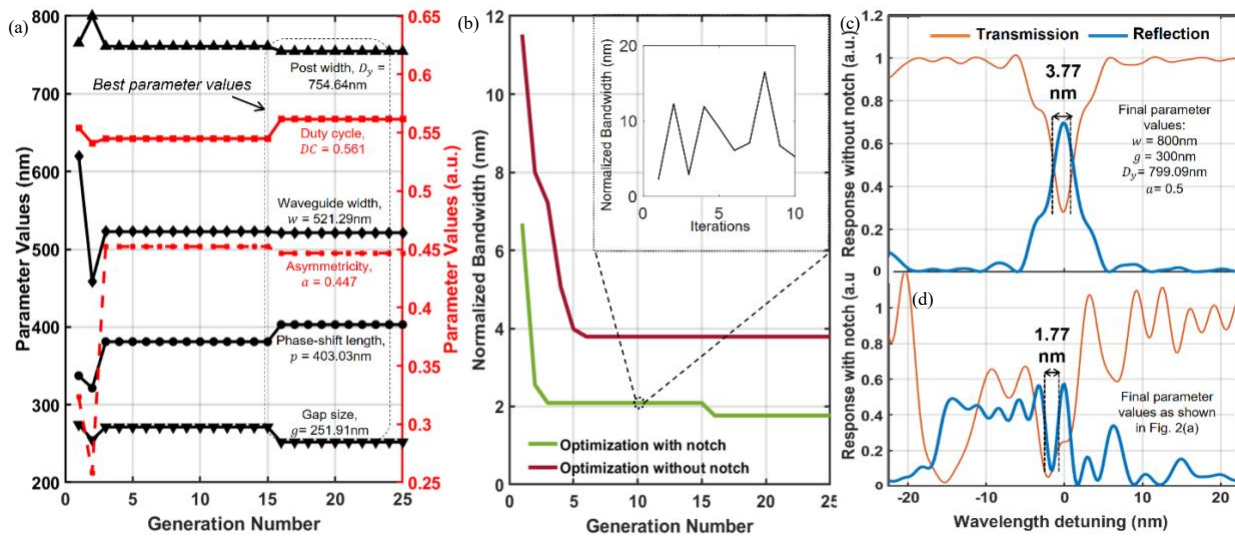 (a)
800
700
600
500
400
300
200
Parameter Values (nm)
0
5
10
15
20
25
Generation Number
0.65
0.6
0.55
0.5
0.45
0.4
0.35
0.3
0.25
Parameter Values (a.u.)
Best parameter values
Post width, Dy =
754.64nm
Duty cycle,
DC = 0.561
Waveguide width,
w = 521.29nm
Asymmetricity,
a = 0.447
Phase-shift length,
p = 403.03nm
Gap size,
g= 251.91nm
(b)
12
10
8
6
4
2
0
Normalized Bandwidth (nm)
0
5
10
15
20
25
Generation Number
20
10
0
Normalized Bandwidth (nm)
0
5
10
Iterations
Optimization with notch
Optimization without notch
(c)
1.2
1
0.8
0.6
0.4
0.2
0
Response without notch (a.u.)
Transmission
Reflection
3.77
nm
Final parameter
values:
w = 800nm
g = 300nm
Dy= 799.09nm
a= 0.5
(d)
1
0.8
0.6
0.4
0.2
0
Response with notch (a.u
1.77
nm
Final parameter
values as shown
in Fig. 2(a)
-20
-10
0
10
20
Wavelength detuning (nm)